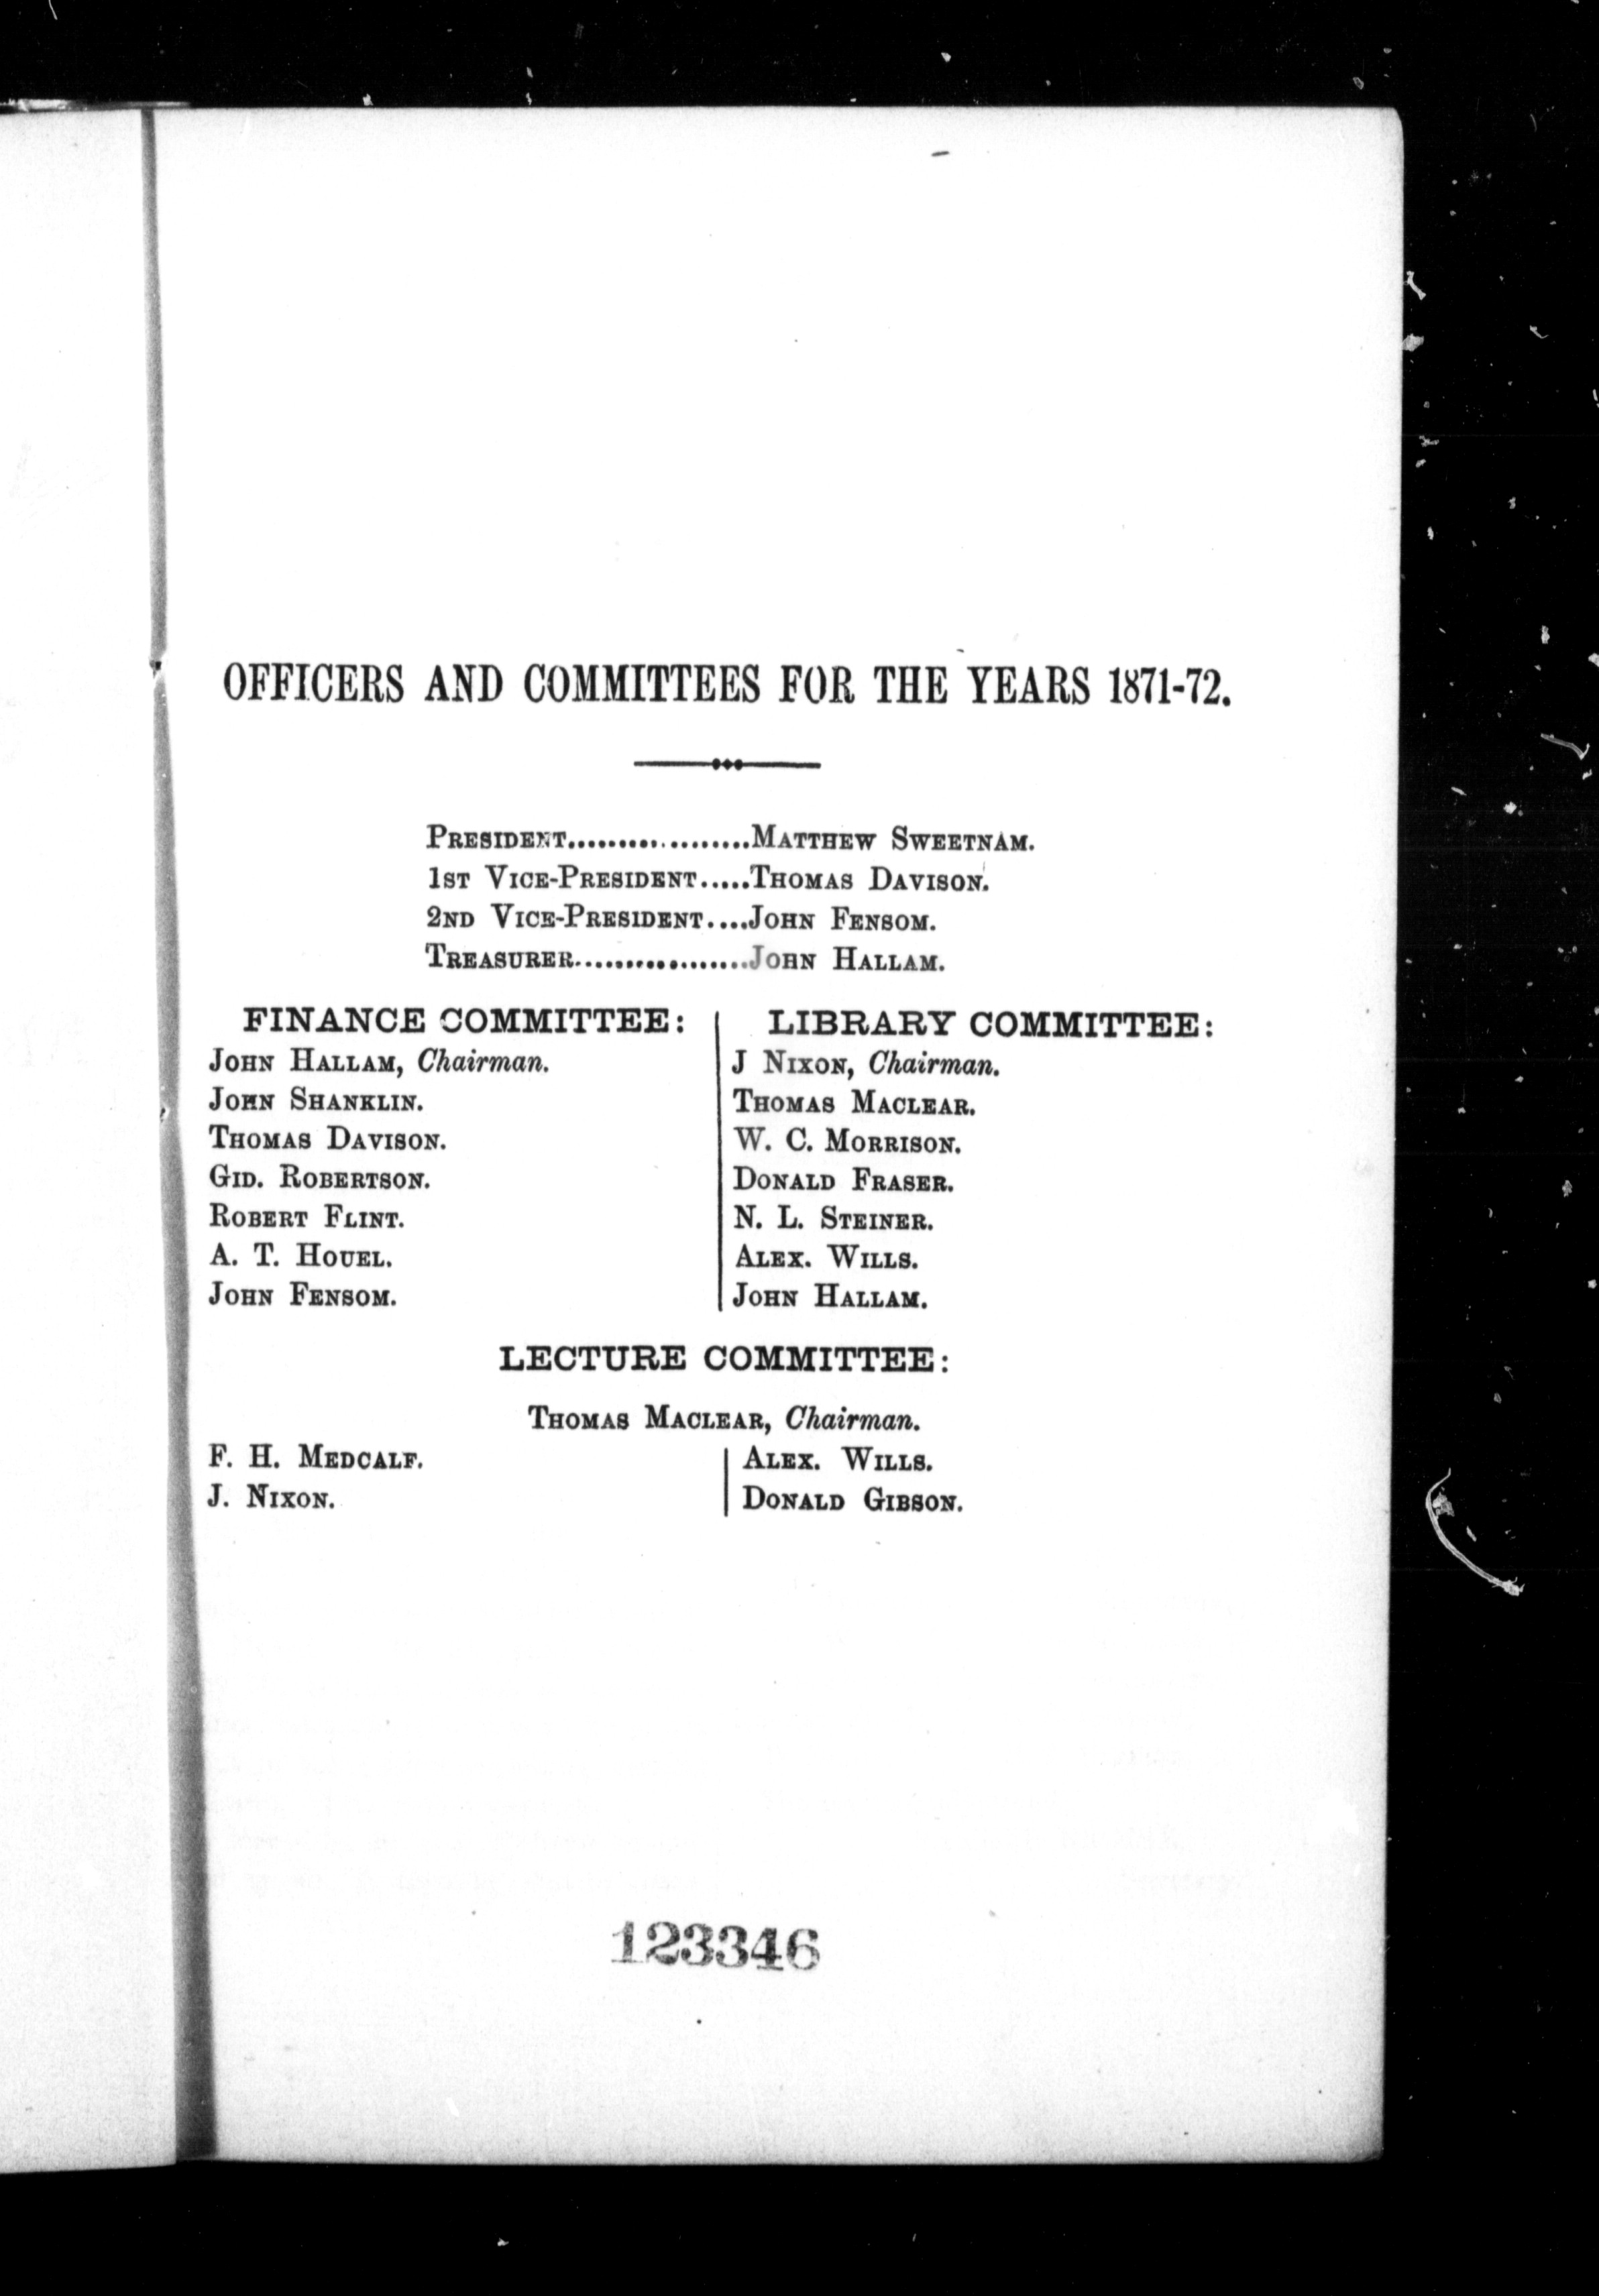 OFFICERS AND COMMITTEES FOR THE YEARS 1871-72.
PRESIDENT..................MATTHEW SWEETNAM.
1ST VICE-PRESIDENT.....THOMAS DAVISON.
2ND VICE-PRESIDENT....JOHN FENSOM.
TREASURER.................JOHN HALLAM.
FINANCE COMMITTEE:
JOHN HALLAM, Chairman.
JOHN SHANKLIN.
THOMAS DAVISON.
GID. ROBERTSON.
ROBERT FLINT.
A. T. HOUEL.
JOHN FENSOM.
LIBRARY COMMITTEE:
J NIXON, Chairman.
THOMAS MACLEAR.
W. C. MORRISON.
DONALD FRASER.
N. L. STEINER.
ALEX. WILLS.
JOHN HALLAM.
LECTURE COMMITTEE:
THOMAS MACLEAR, Chairman.
F. H. MEDCALF.
J. NIXON.
ALEX. WILLS.
DONALD GIBSON.
123346